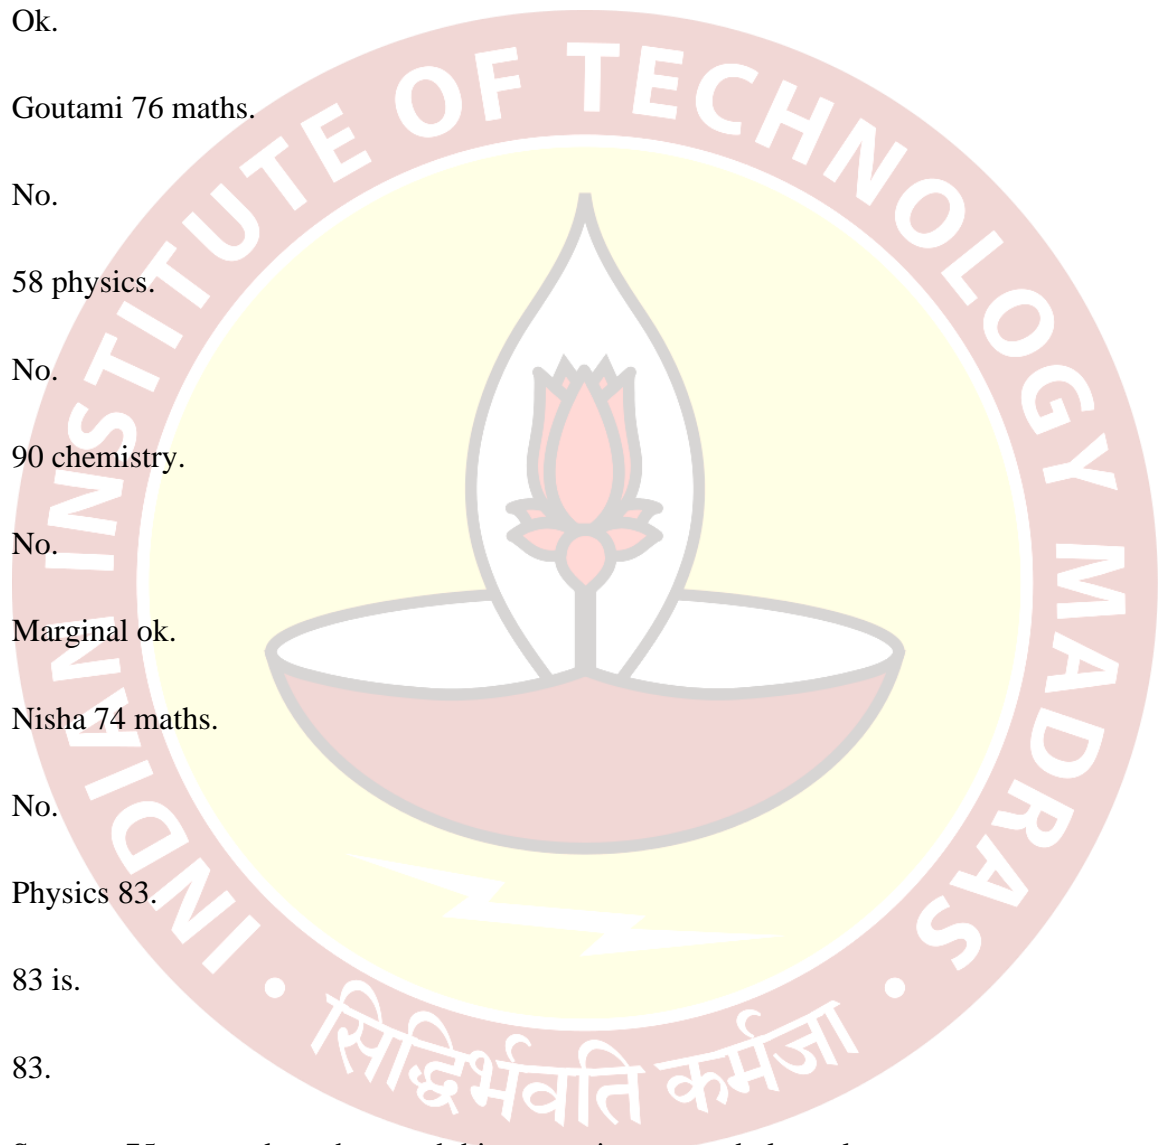 Ok.
Goutami 76 maths.
No.
58 physics.
No.
90 chemistry.
No.
Marginal ok.
Nisha 74 maths.
No.
Physics 83.
83 is.
83.
INDIAN INSTITUTE OF TECHNOLOGY MADRAS
सिद्धिर्भवति कर्मजा